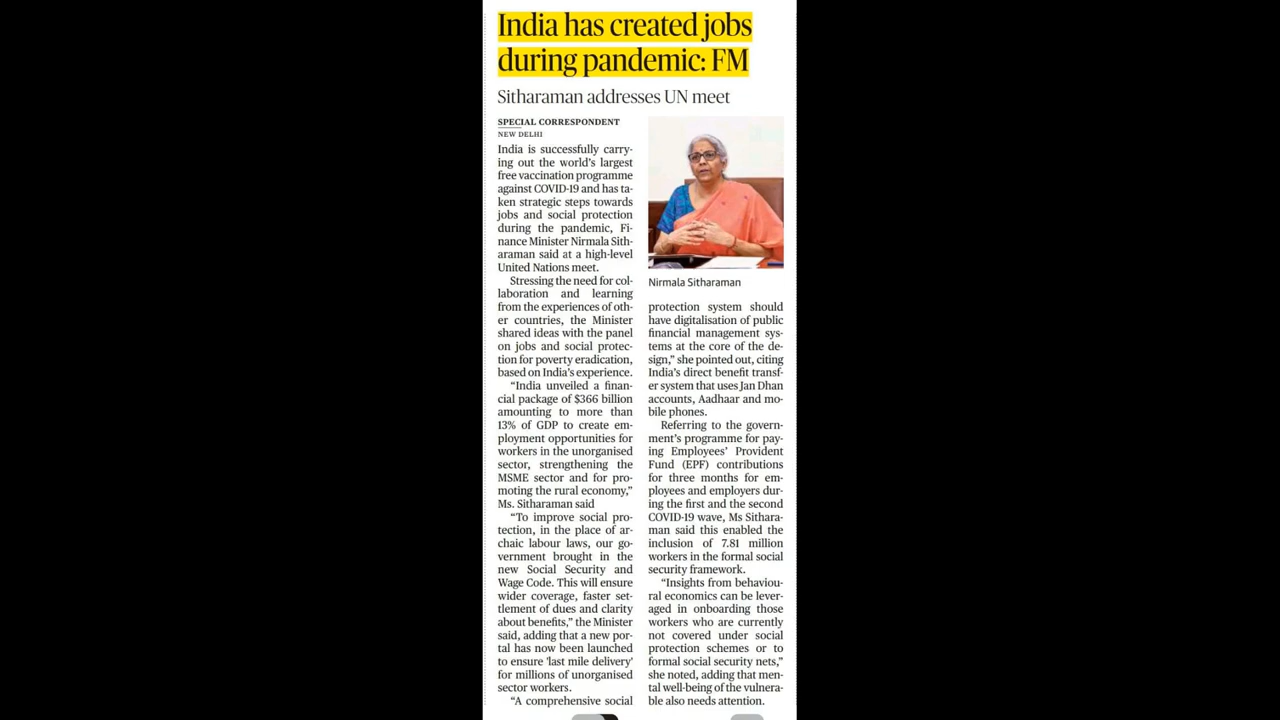 India has created jobs
during pandemic: FM
Sitharaman addresses UN meet
SPECIAL CORRESPONDENT
NEW DELHI
India is successfully carry-
ing out the world's largest
free vaccination programme
against COVID-19 and has ta-
ken strategic steps towards
jobs and social protection
during the pandemic, Fi-
nance Minister Nirmala Sith-
araman said at a high-level
United Nations meet.
Stressing the need for col-
laboration and learning
from the experiences of oth-
er countries, the Minister
shared ideas with the panel
on jobs and social protec-
tion for poverty eradication,
based on India's experience.
“India unveiled a finan-
cial package of $366 billion
amounting to more than
13% of GDP to create em-
ployment opportunities for
workers in the unorganised
sector, strengthening the
MSME sector and for pro-
moting the rural economy,”
Ms. Sitharaman said
“To improve social pro-
tection, in the place of ar-
chaic labour laws, our go-
vernment brought in the
new Social Security and
Wage Code. This will ensure
wider coverage, faster set-
tlement of dues and clarity
about benefits,” the Minister
said, adding that a new por-
tal has now been launched
to ensure 'last mile delivery'
for millions of unorganised
sector workers.
“A comprehensive social
Nirmala Sitharaman
protection system should
have digitalisation of public
financial management sys-
tems at the core of the de-
sign,” she pointed out, citing
India's direct benefit transf-
er system that uses Jan Dhan
accounts, Aadhaar and mo-
bile phones.
Referring to the govern-
ment's programme for pay-
ing Employees' Provident
Fund (EPF) contributions
for three months for em-
ployees and employers dur-
ing the first and the second
COVID-19 wave, Ms Sithara-
man said this enabled the
inclusion of 7.81 million
workers in the formal social
security framework.
“Insights from behaviou-
ral economics can be lever-
aged in onboarding those
workers who are currently
not covered under social
protection schemes or to
formal social security nets,”
she noted, adding that men-
tal well-being of the vulnera-
ble also needs attention.